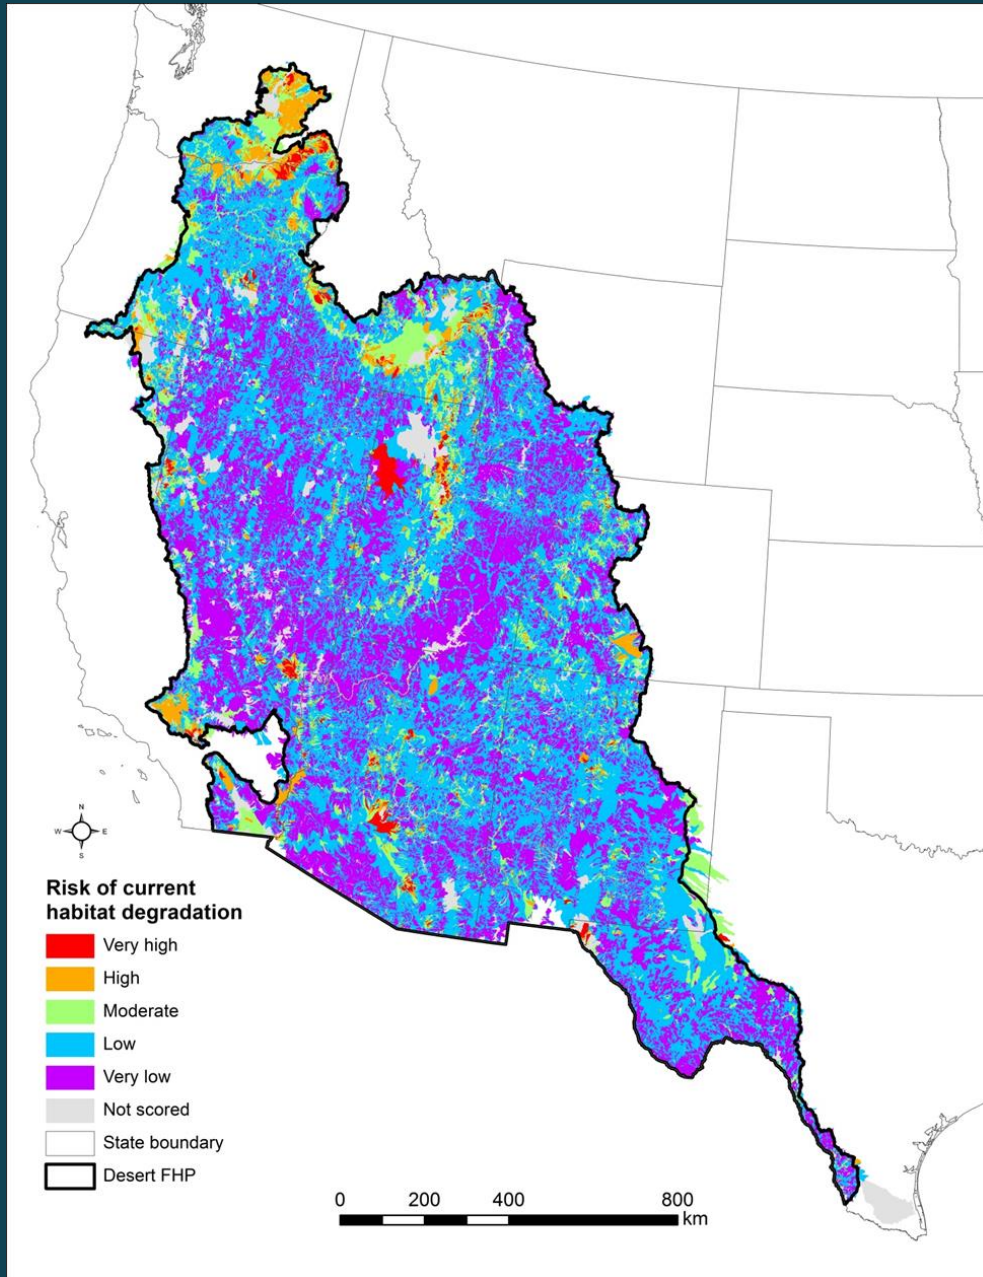 N
W E
S
Risk of current
habitat degradation
Very high
High
Moderate
Low
Very low
Not scored
State boundary
Desert FHP
0 200 400 800
km